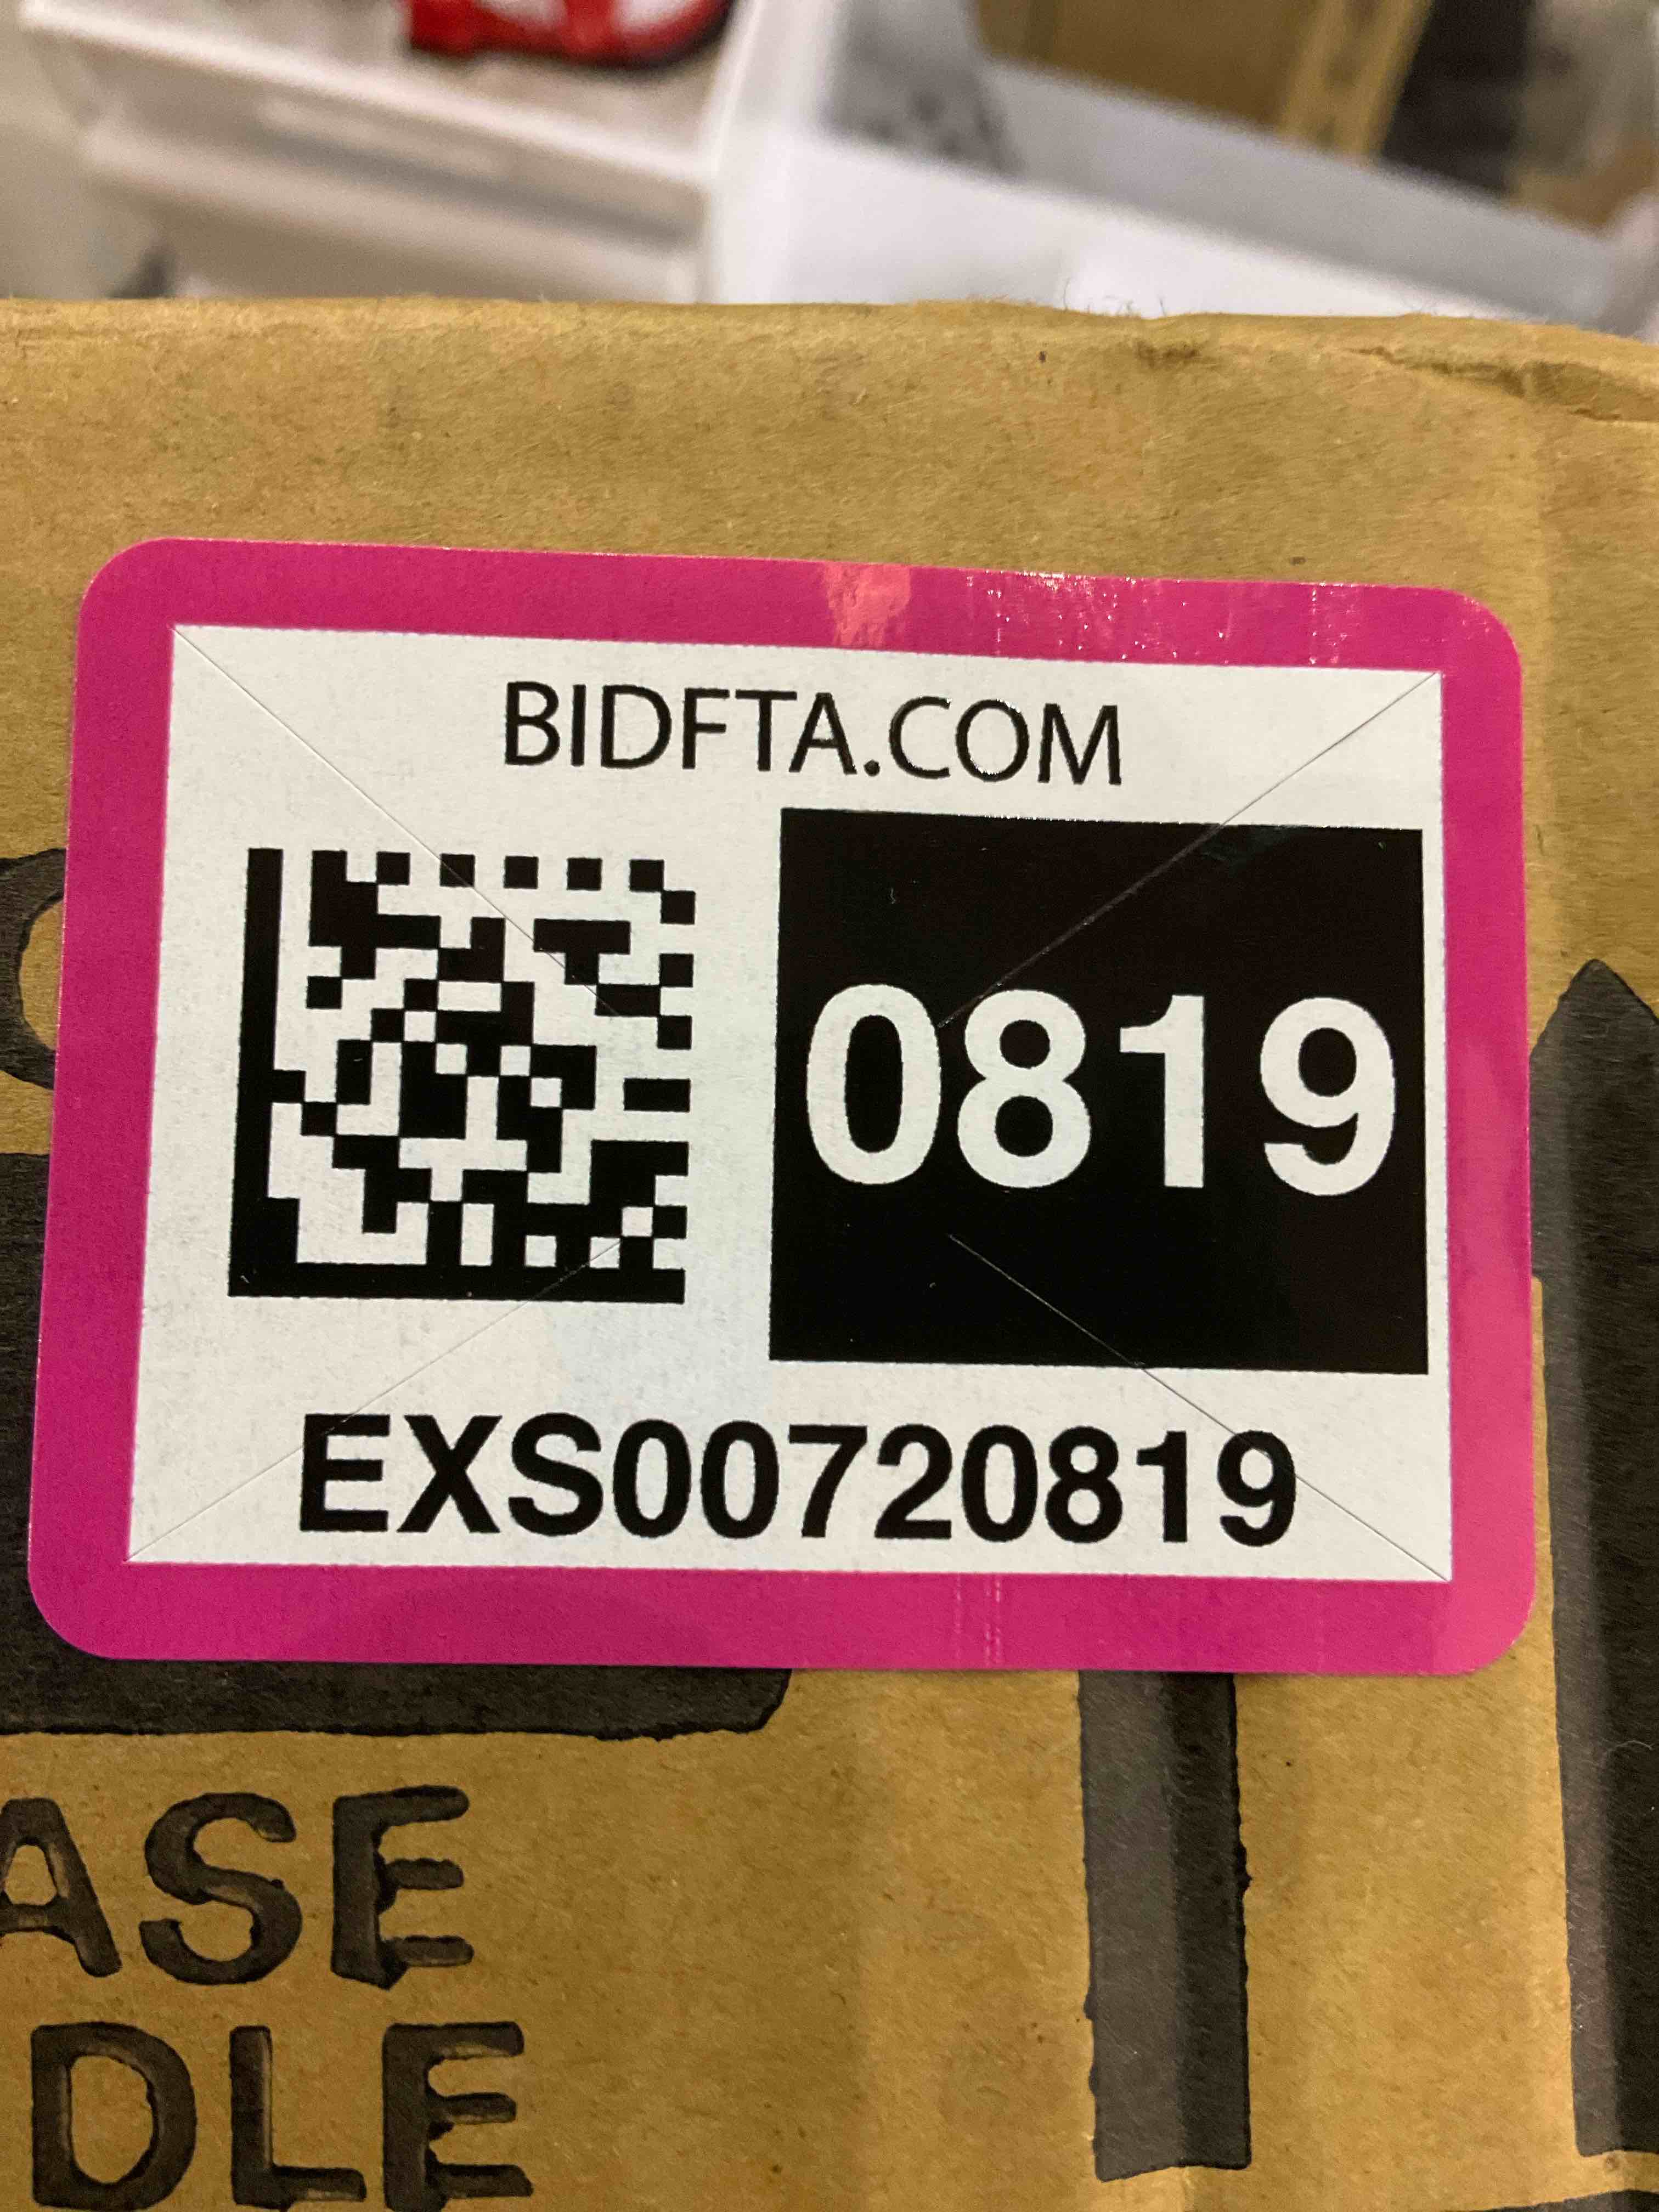 BIDFTA.COM
0819
EXS00720819
ASE
DLE